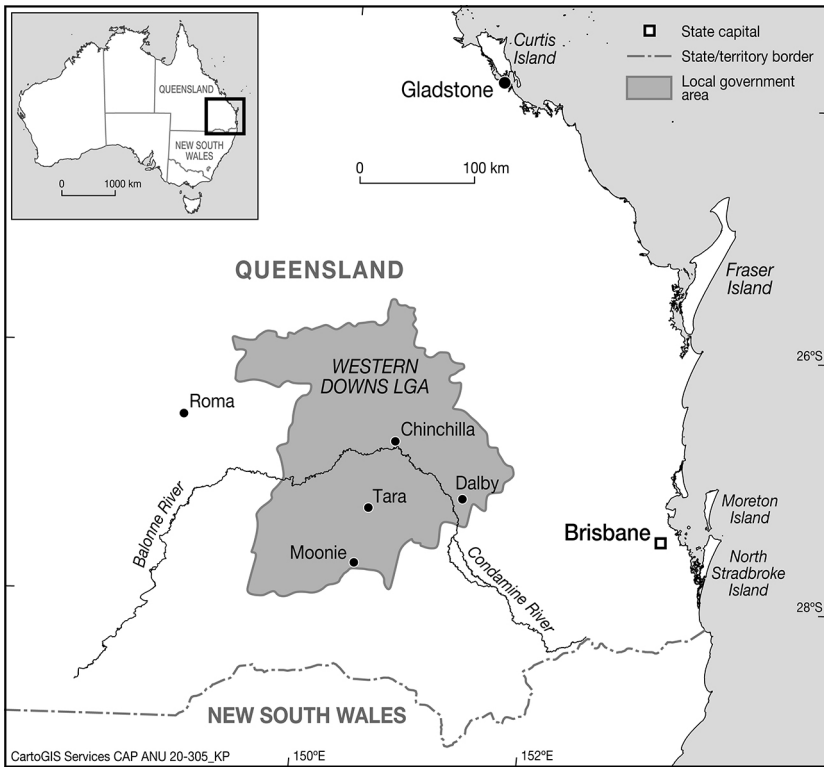 QUEENSLAND
NEW SOUTH
WALES
0 1000 km
Curtis
Island
Gladstone
State capital
State/territory border
Local government
area
0 100 km
QUEENSLAND
Fraser
Island
WESTERN
DOWNS LGA
26°S
Roma
Chinchilla
Dalby
Tara
Balonne River
Moreton
Island
Brisbane
Moonie
North
Stradbroke
Island
Condamine River
28°S
NEW SOUTH WALES
CartoGIS Services CAP ANU 20-305_KP
150°E
152°E